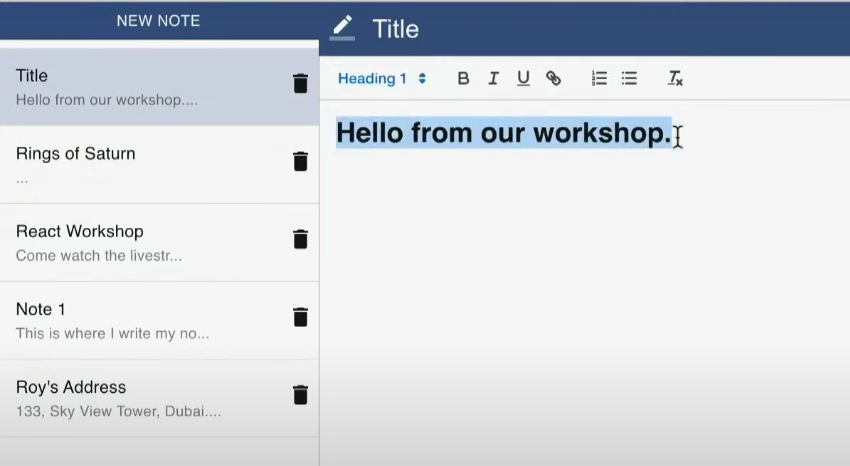 NEW NOTE
Title
Hello from our workshop....
Rings of Saturn
...
React Workshop
Come watch the livestr...
Note 1
This is where I write my no...
Roy's Address
133, Sky View Tower, Dubai....
Title
Heading 1
B I U
Hello from our workshop.